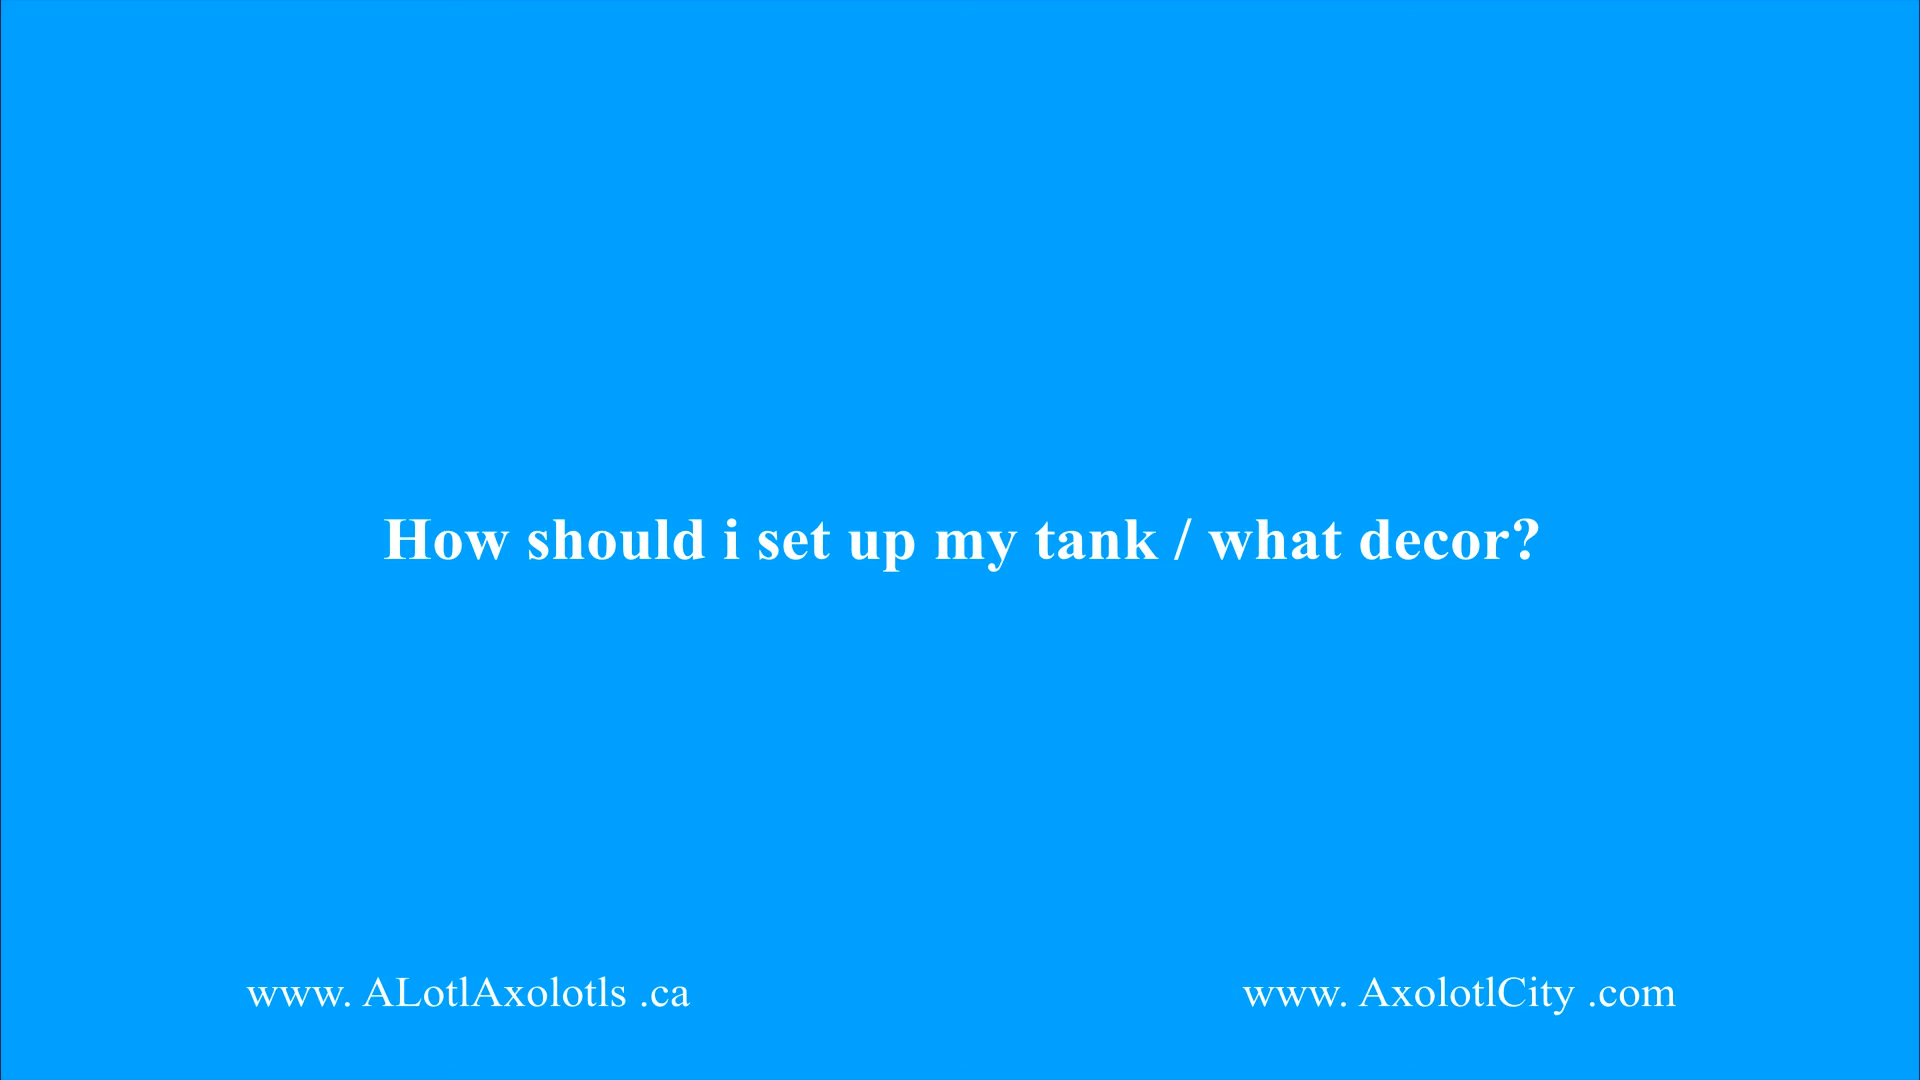 How should i set up my tank / what decor?
www. ALotlAxolotls .ca
www. AxolotlCity .com